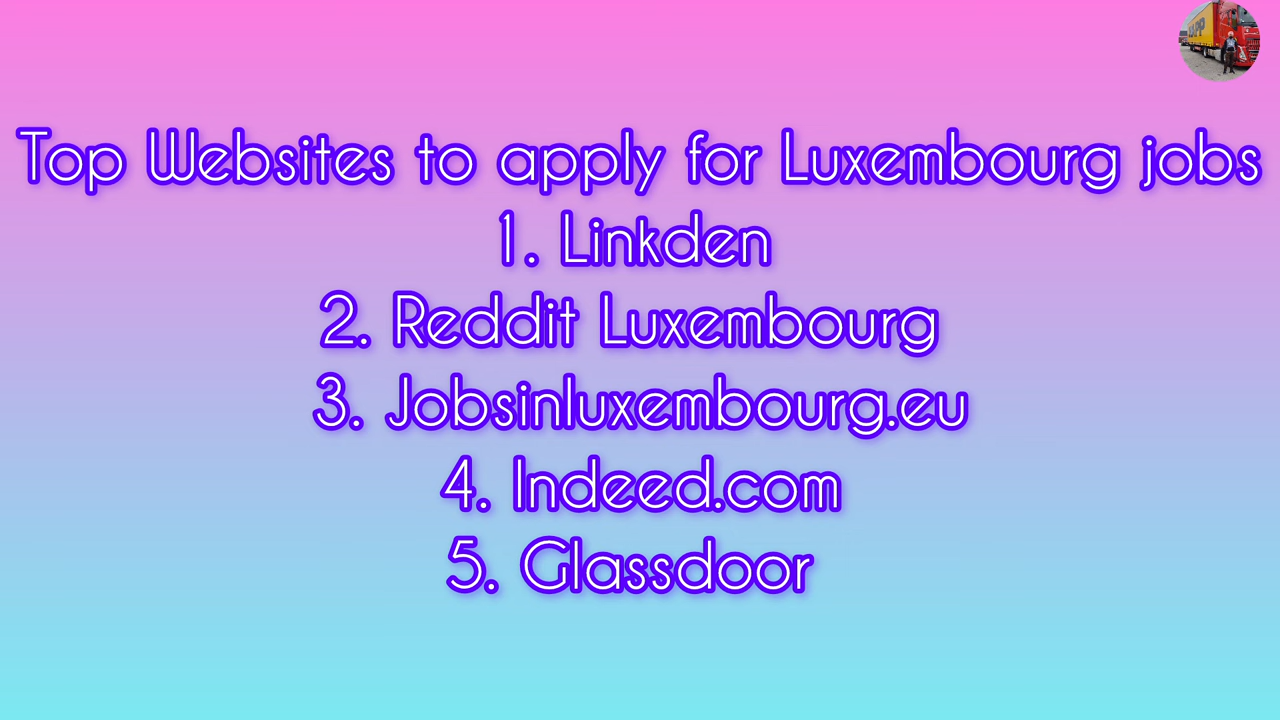 Top Websites to apply for Luxembourg jobs
1. Linkden
2. Reddit Luxembourg
3. Jobsinluxembourg.eu
4. Indeed.com
5. Glassdoor